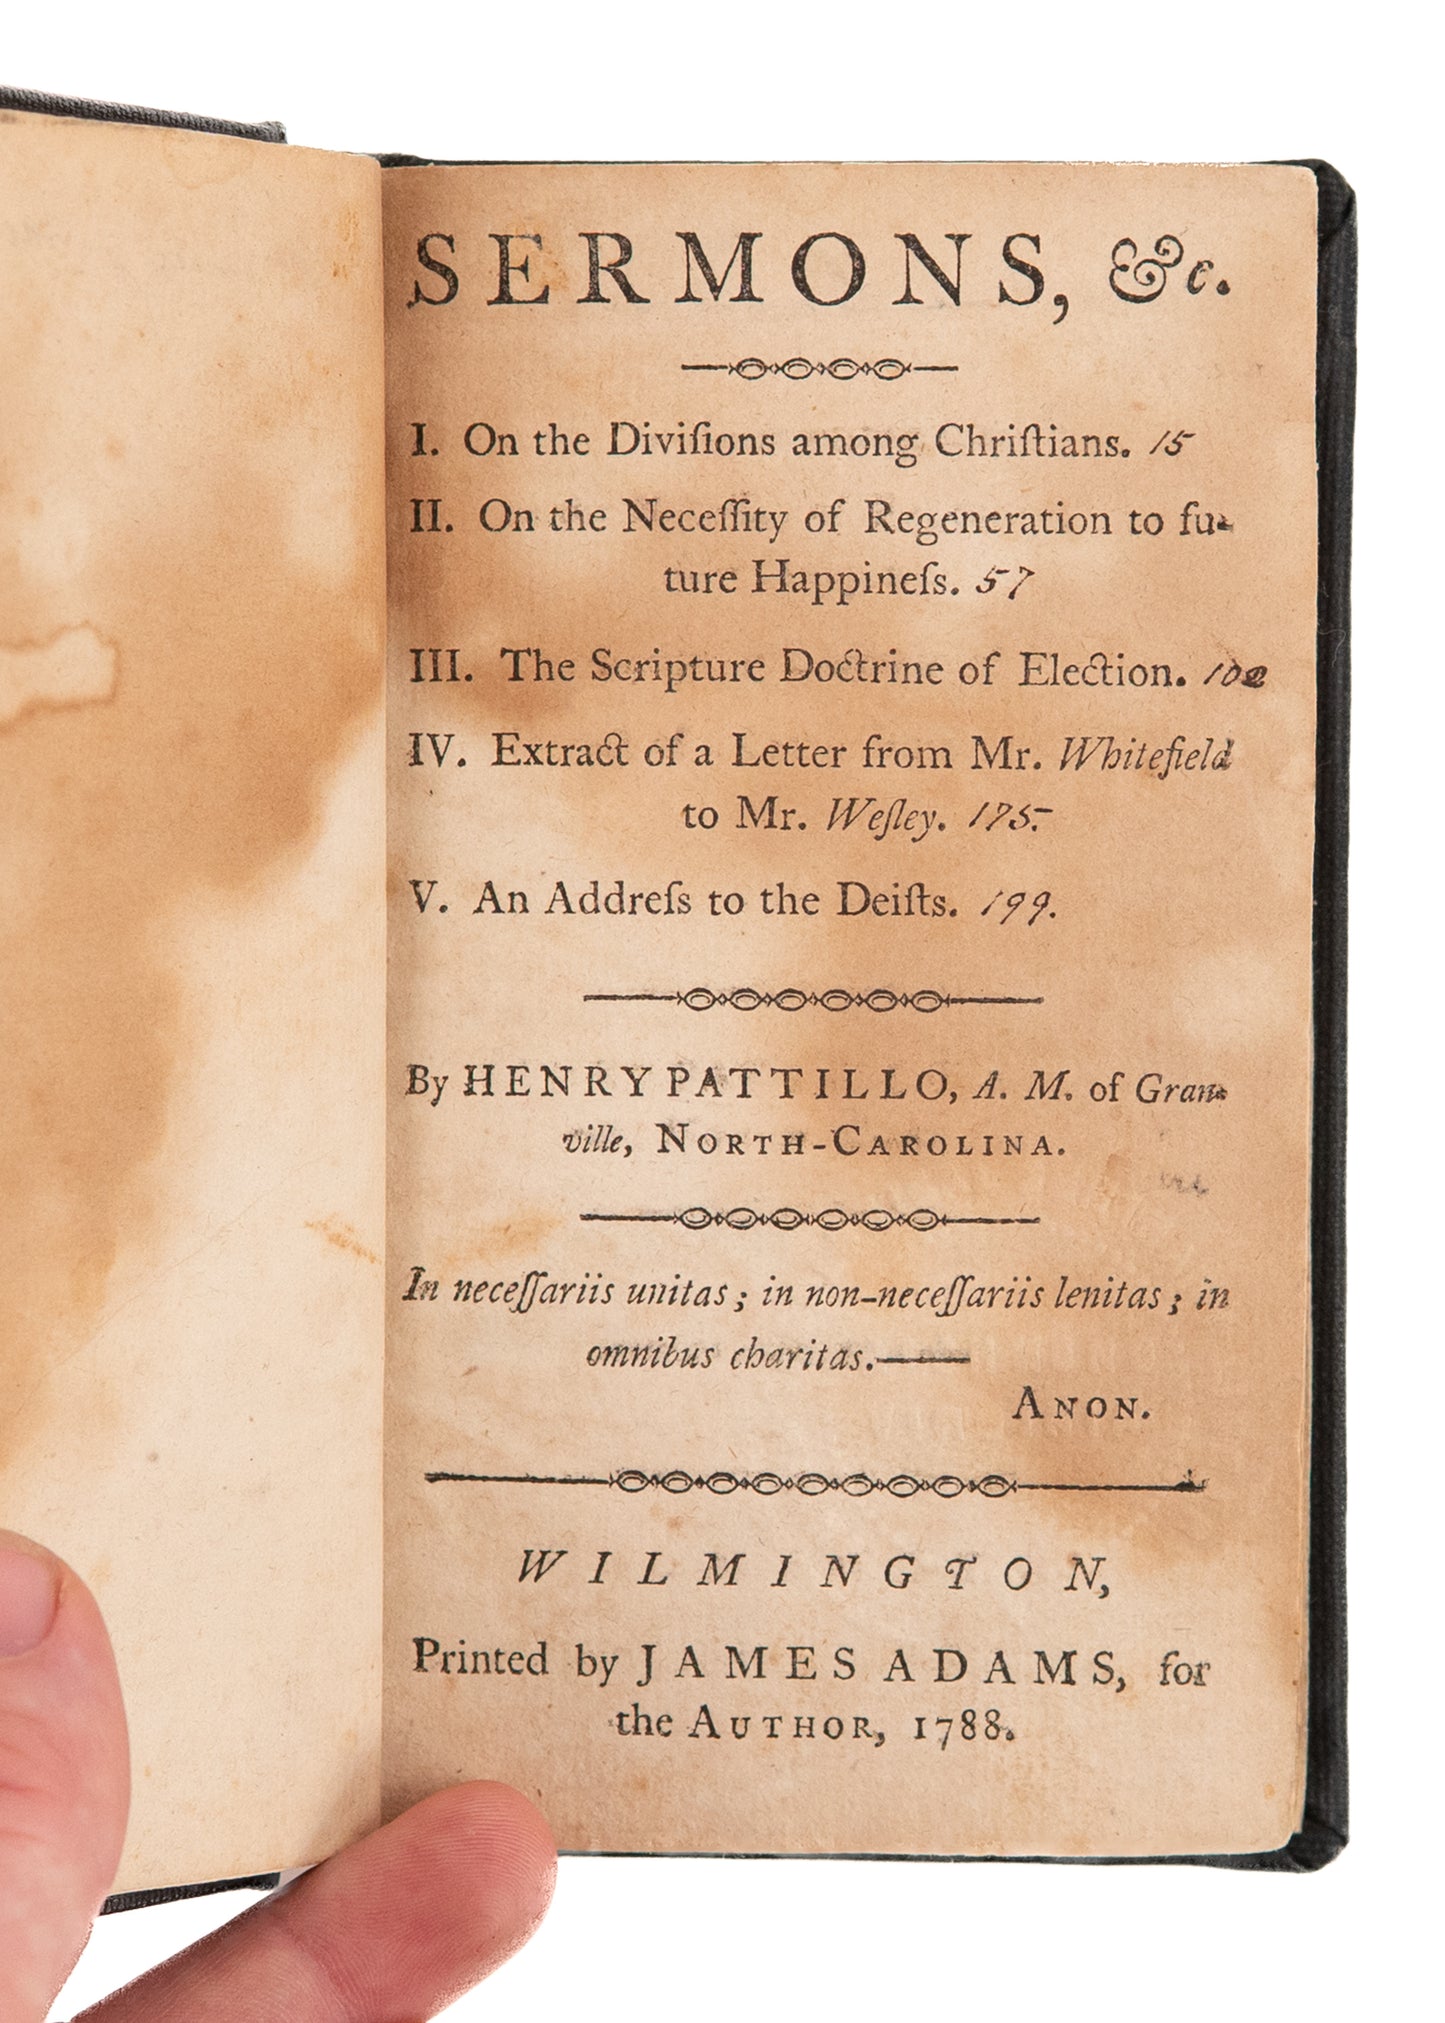 SERMONS, &c.
I. On the Diviſions among Chriſtians. 15
II. On the Neceſſity of Regeneration to fu-
ture Happineſs. 57
III. The Scripture Doctrine of Election. 102
IV. Extract of a Letter from Mr. Whitefield
to Mr. Weſley. 175.
V. An Addreſs to the Deiſts. 199.
By HENRY PATTILLO, A. M. of Gran-
ville, NORTH-CAROLINA.
In neceſſariis unitas; in non-neceſſariis lenitas; in
omnibus charitas.——
ANON.
WILMINGTON,
Printed by JAMES ADAMS, for
the AUTHOR, 1788.